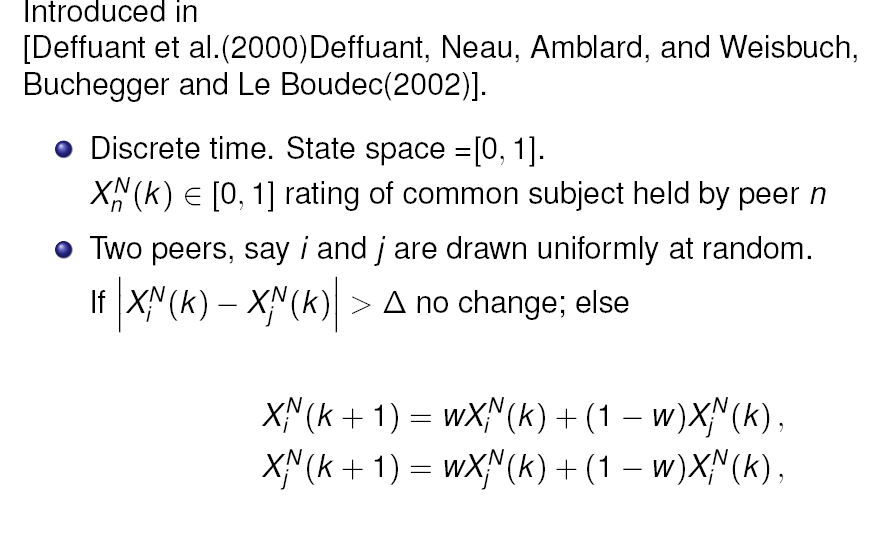 Introduced in
[Deffuant et al.(2000)Deffuant, Neau, Amblard, and Weisbuch,
Buchegger and Le Boudec(2002)].
Discrete time. State space =[0, 1].
X_n^N(k) ∈ [0, 1] rating of common subject held by peer n
Two peers, say i and j are drawn uniformly at random.
If |X_i^N(k) − X_j^N(k)| > Δ no change; else
X_i^N(k + 1) = wX_i^N(k) + (1 − w)X_j^N(k) ,
X_j^N(k + 1) = wX_j^N(k) + (1 − w)X_i^N(k) ,